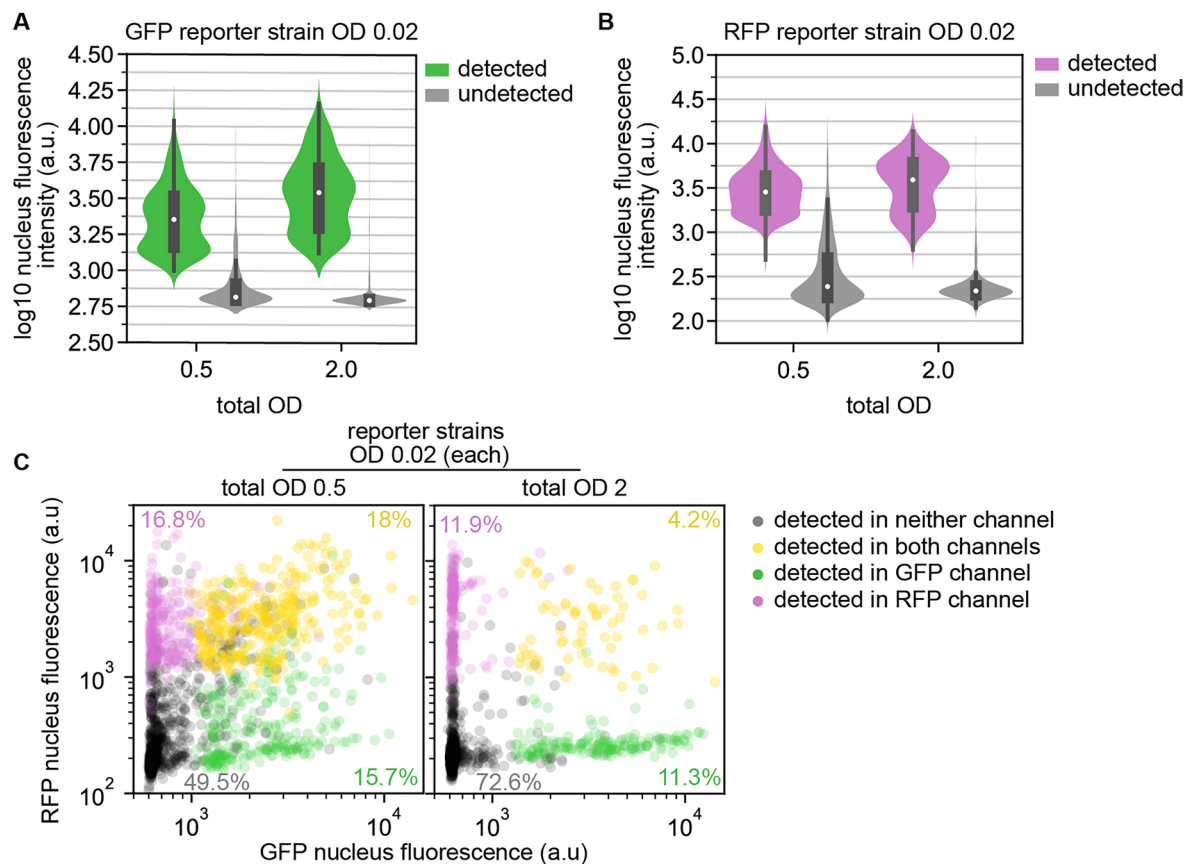 A
GFP reporter strain OD 0.02
log10 nucleus fluorescence
intensity (a.u.)
4.50
4.25
4.00
3.75
3.50
3.25
3.00
2.75
2.50
0.5
2.0
total OD
detected
undetected
B
RFP reporter strain OD 0.02
log10 nucleus fluorescence
intensity (a.u.)
5.0
4.5
4.0
3.5
3.0
2.5
2.0
0.5
2.0
total OD
detected
undetected
C
reporter strains
OD 0.02 (each)
total OD 0.5
total OD 2
RFP nucleus fluorescence (a.u)
10^4
10^3
10^2
16.8%
18%
49.5%
15.7%
11.9%
4.2%
72.6%
11.3%
10^3
10^4
10^3
10^4
GFP nucleus fluorescence (a.u)
detected in neither channel
detected in both channels
detected in GFP channel
detected in RFP channel